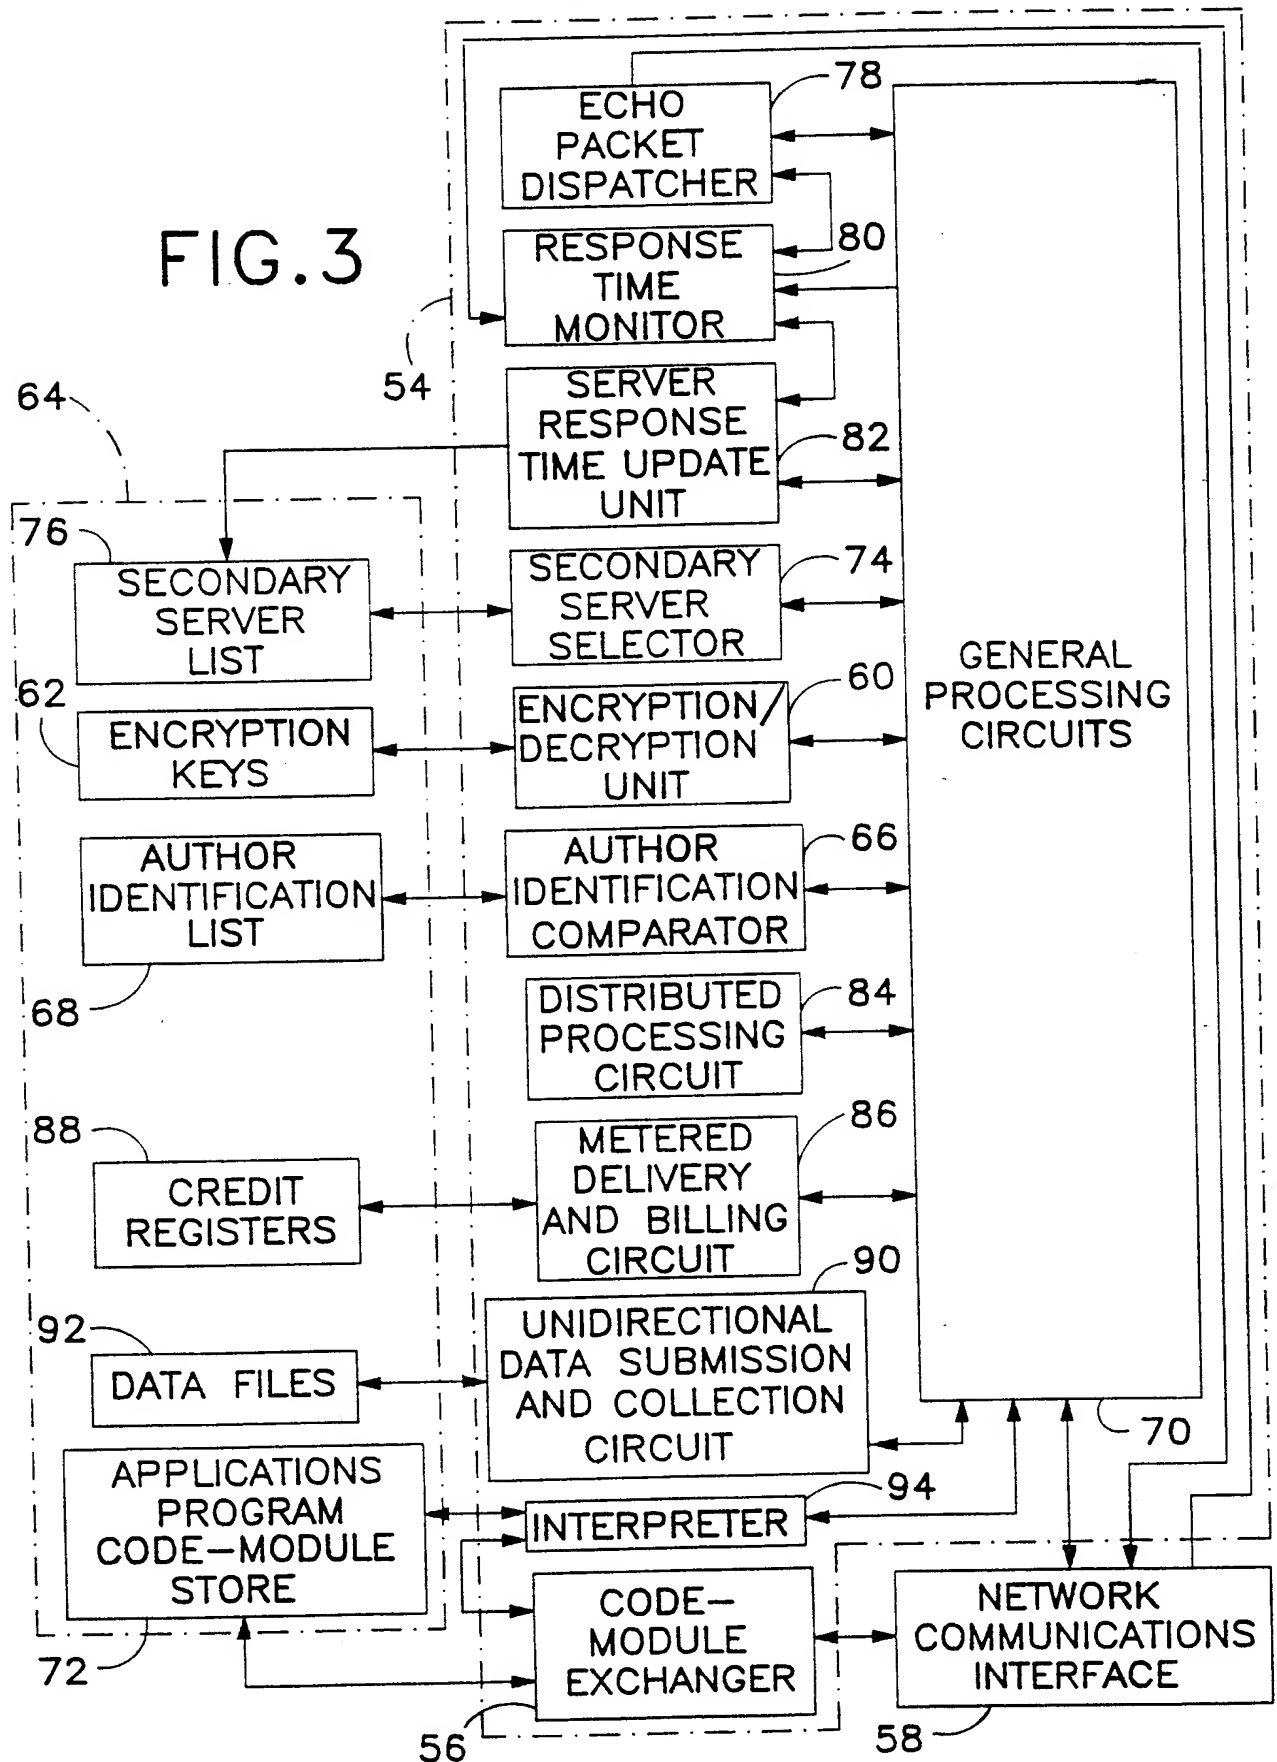 FIG.3
54
64
ECHO
PACKET
DISPATCHER
78
RESPONSE
TIME
MONITOR
80
SERVER
RESPONSE
TIME UPDATE
UNIT
82
76
SECONDARY
SERVER
LIST
SECONDARY
SERVER
SELECTOR
74
GENERAL
PROCESSING
CIRCUITS
62
ENCRYPTION
KEYS
ENCRYPTION/
DECRYPTION
UNIT
60
AUTHOR
IDENTIFICATION
LIST
68
AUTHOR
IDENTIFICATION
COMPARATOR
66
DISTRIBUTED
PROCESSING
CIRCUIT
84
88
CREDIT
REGISTERS
METERED
DELIVERY
AND BILLING
CIRCUIT
86
92
DATA FILES
UNIDIRECTIONAL
DATA SUBMISSION
AND COLLECTION
CIRCUIT
90
70
APPLICATIONS
PROGRAM
CODE-MODULE
STORE
72
INTERPRETER
94
CODE-
MODULE
EXCHANGER
56
NETWORK
COMMUNICATIONS
INTERFACE
58